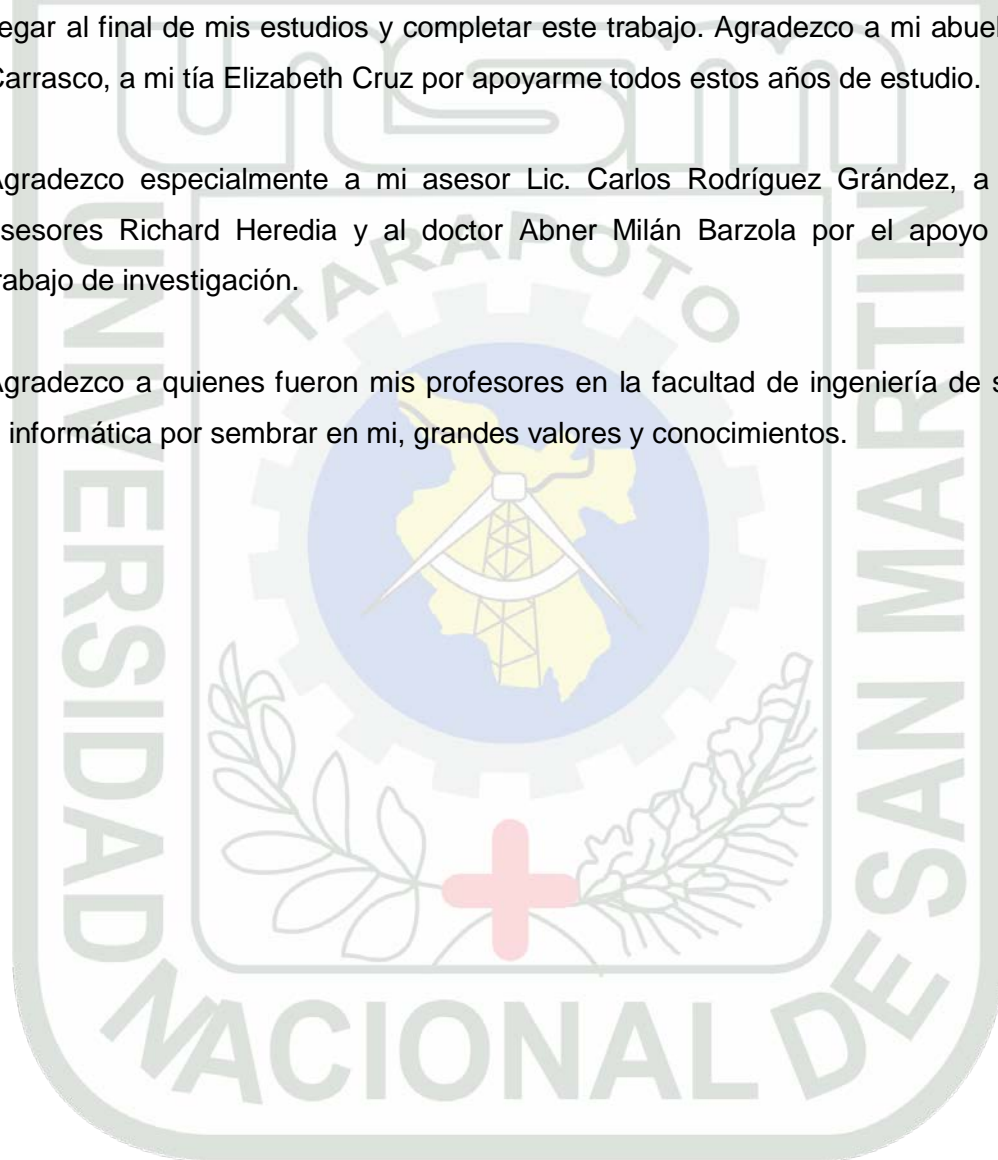 egar al final de mis estudios y completar este trabajo. Agradezco a mi abuel
Carrasco, a mi tía Elizabeth Cruz por apoyarme todos estos años de estudio.
Agradezco especialmente a mi asesor Lic. Carlos Rodríguez Grández, a
sesores Richard Heredia y al doctor Abner Milán Barzola por el apoyo
rabajo de investigación.
Agradezco a quienes fueron mis profesores en la facultad de ingeniería de s
informática por sembrar en mi, grandes valores y conocimientos.
unsm
TARAPOTO
UNIVERSIDAD NACIONAL DE SAN MARTIN